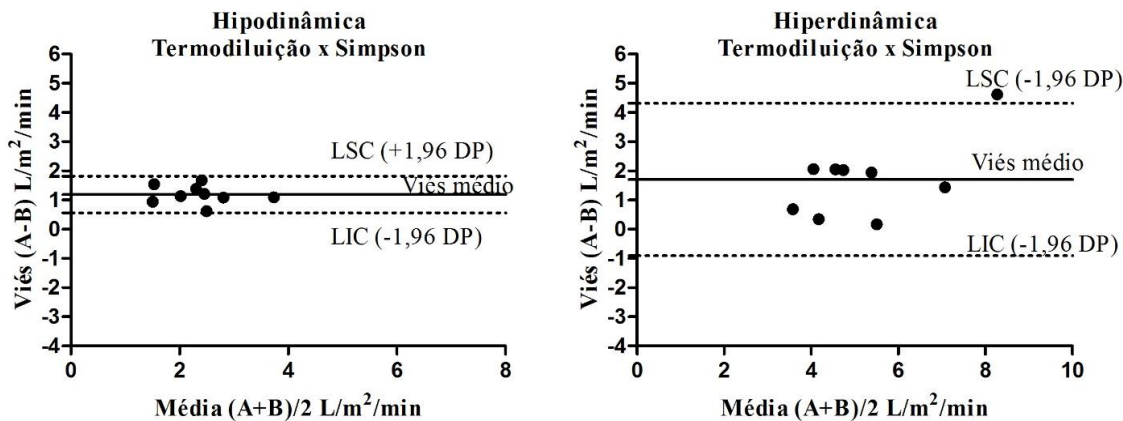 Hipodinâmica
Termodiluição x Simpson
6
5
4
3
2
1
0
-1
-2
-3
-4
Viés (A-B) L/m²/min
LSC (+1,96 DP)
Viés médio
LIC (-1,96 DP)
0
2
4
6
8
Média (A+B)/2 L/m²/min
Hiperdinâmica
Termodiluição x Simpson
6
5
4
3
2
1
0
-1
-2
-3
-4
Viés (A-B) L/m²/min
LSC (-1,96 DP)
Viés médio
LIC (-1,96 DP)
0
2
4
6
8
10
Média (A+B)/2 L/m²/min